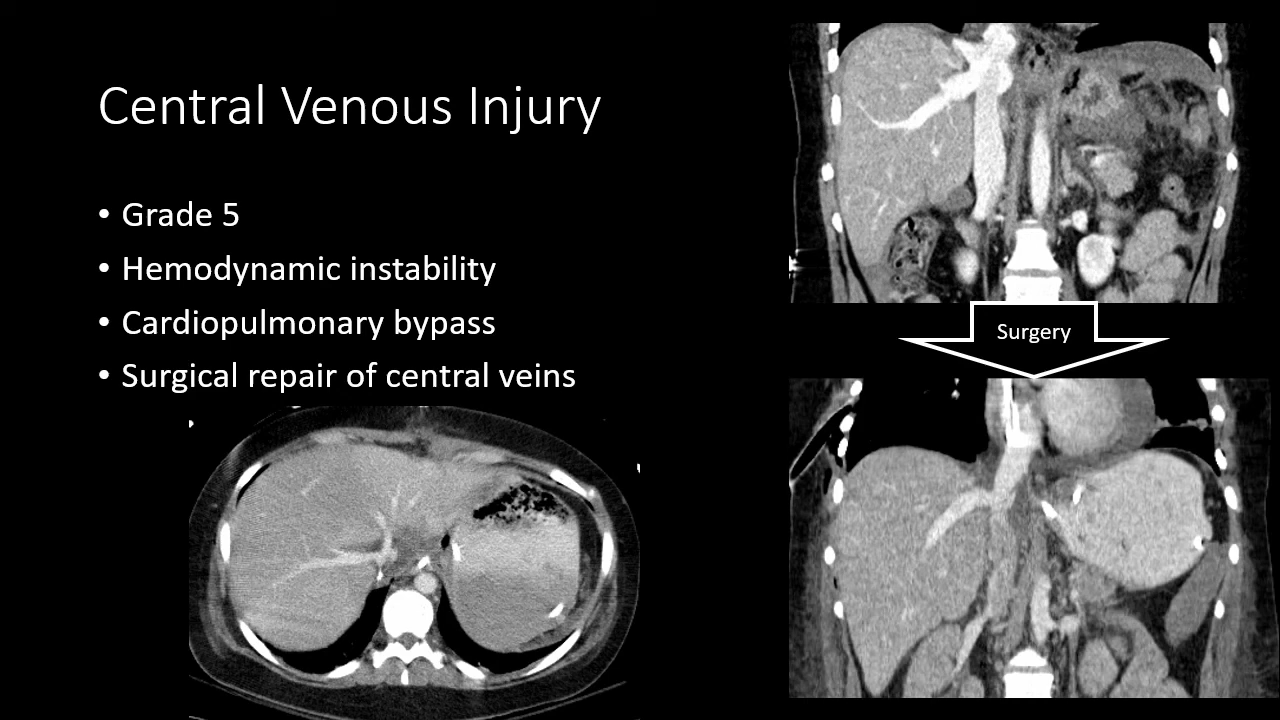 Central Venous Injury
• Grade 5
• Hemodynamic instability
• Cardiopulmonary bypass
• Surgical repair of central veins
Surgery